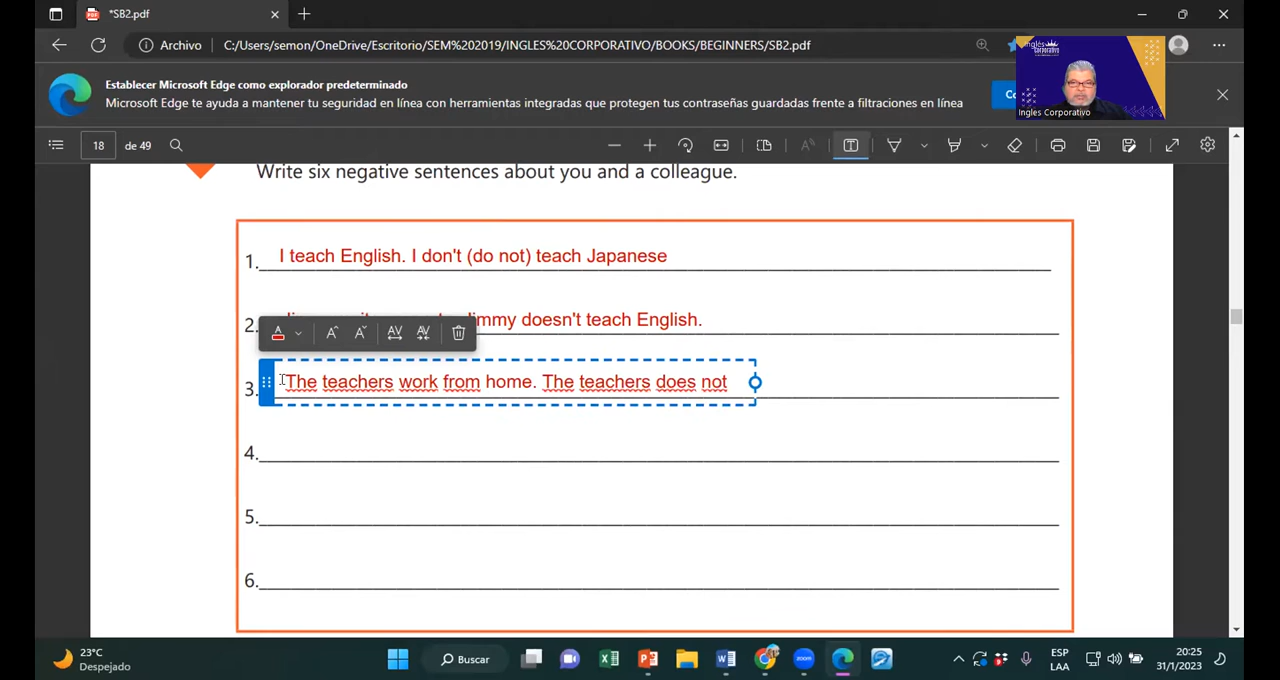 *SB2.pdf
Archivo
C:/Users/semon/OneDrive/Escritorio/SEM%202019/INGLES%20CORPORATIVO/BOOKS/BEGINNERS/SB2.pdf
Establecer Microsoft Edge como explorador predeterminado
Microsoft Edge te ayuda a mantener tu seguridad en línea con herramientas integradas que protegen tus contraseñas guardadas frente a filtraciones en línea
Inglés
Corporativo
Ingles Corporativo
18 de 49
Write six negative sentences about you and a colleague.
1. I teach English. I don't (do not) teach Japanese
2. doesn't teach English.
3. The teachers work from home. The teachers does not
4.
5.
6.
23°C
Despejado
Buscar
zoom
ESP
LAA
20:25
31/1/2023